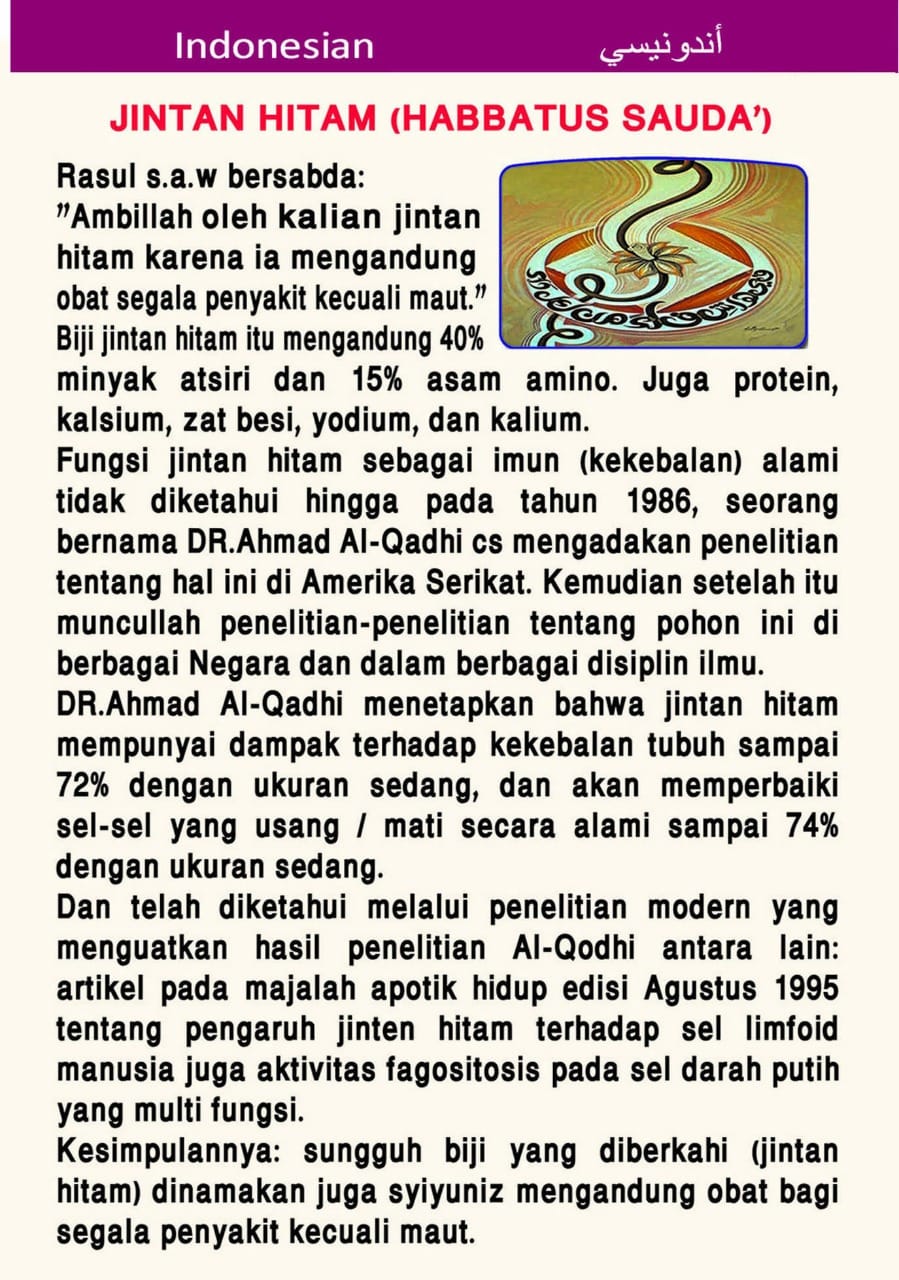 Indonesian أندونيسي
JINTAN HITAM (HABBATUS SAUDA’)
Rasul s.a.w bersabda:
”Ambillah oleh kalian jintan
hitam karena ia mengandung
obat segala penyakit kecuali maut.”
Biji jintan hitam itu mengandung 40%
minyak atsiri dan 15% asam amino. Juga protein,
kalsium, zat besi, yodium, dan kalium.
Fungsi jintan hitam sebagai imun (kekebalan) alami
tidak diketahui hingga pada tahun 1986, seorang
bernama DR.Ahmad Al-Qadhi cs mengadakan penelitian
tentang hal ini di Amerika Serikat. Kemudian setelah itu
muncullah penelitian-penelitian tentang pohon ini di
berbagai Negara dan dalam berbagai disiplin ilmu.
DR.Ahmad Al-Qadhi menetapkan bahwa jintan hitam
mempunyai dampak terhadap kekebalan tubuh sampai
72% dengan ukuran sedang, dan akan memperbaiki
sel-sel yang usang / mati secara alami sampai 74%
dengan ukuran sedang.
Dan telah diketahui melalui penelitian modern yang
menguatkan hasil penelitian Al-Qodhi antara lain:
artikel pada majalah apotik hidup edisi Agustus 1995
tentang pengaruh jinten hitam terhadap sel limfoid
manusia juga aktivitas fagositosis pada sel darah putih
yang multi fungsi.
Kesimpulannya: sungguh biji yang diberkahi (jintan
hitam) dinamakan juga syiyuniz mengandung obat bagi
segala penyakit kecuali maut.